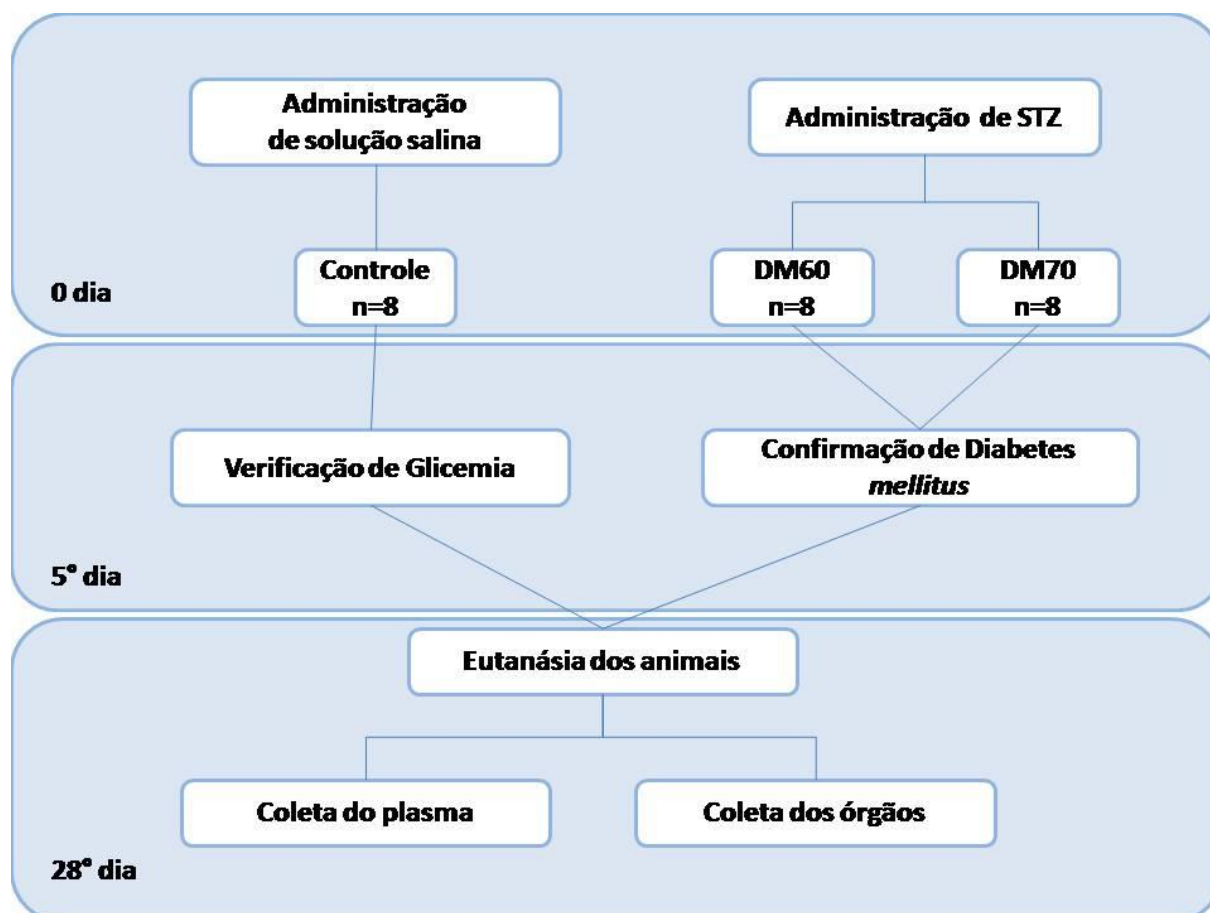 Administração
de solução salina
Administração de STZ
Controle
n=8
DM60
n=8
DM70
n=8
0 dia
Verificação de Glicemia
Confirmação de Diabetes
mellitus
5° dia
Eutanásia dos animais
Coleta do plasma
Coleta dos órgãos
28° dia